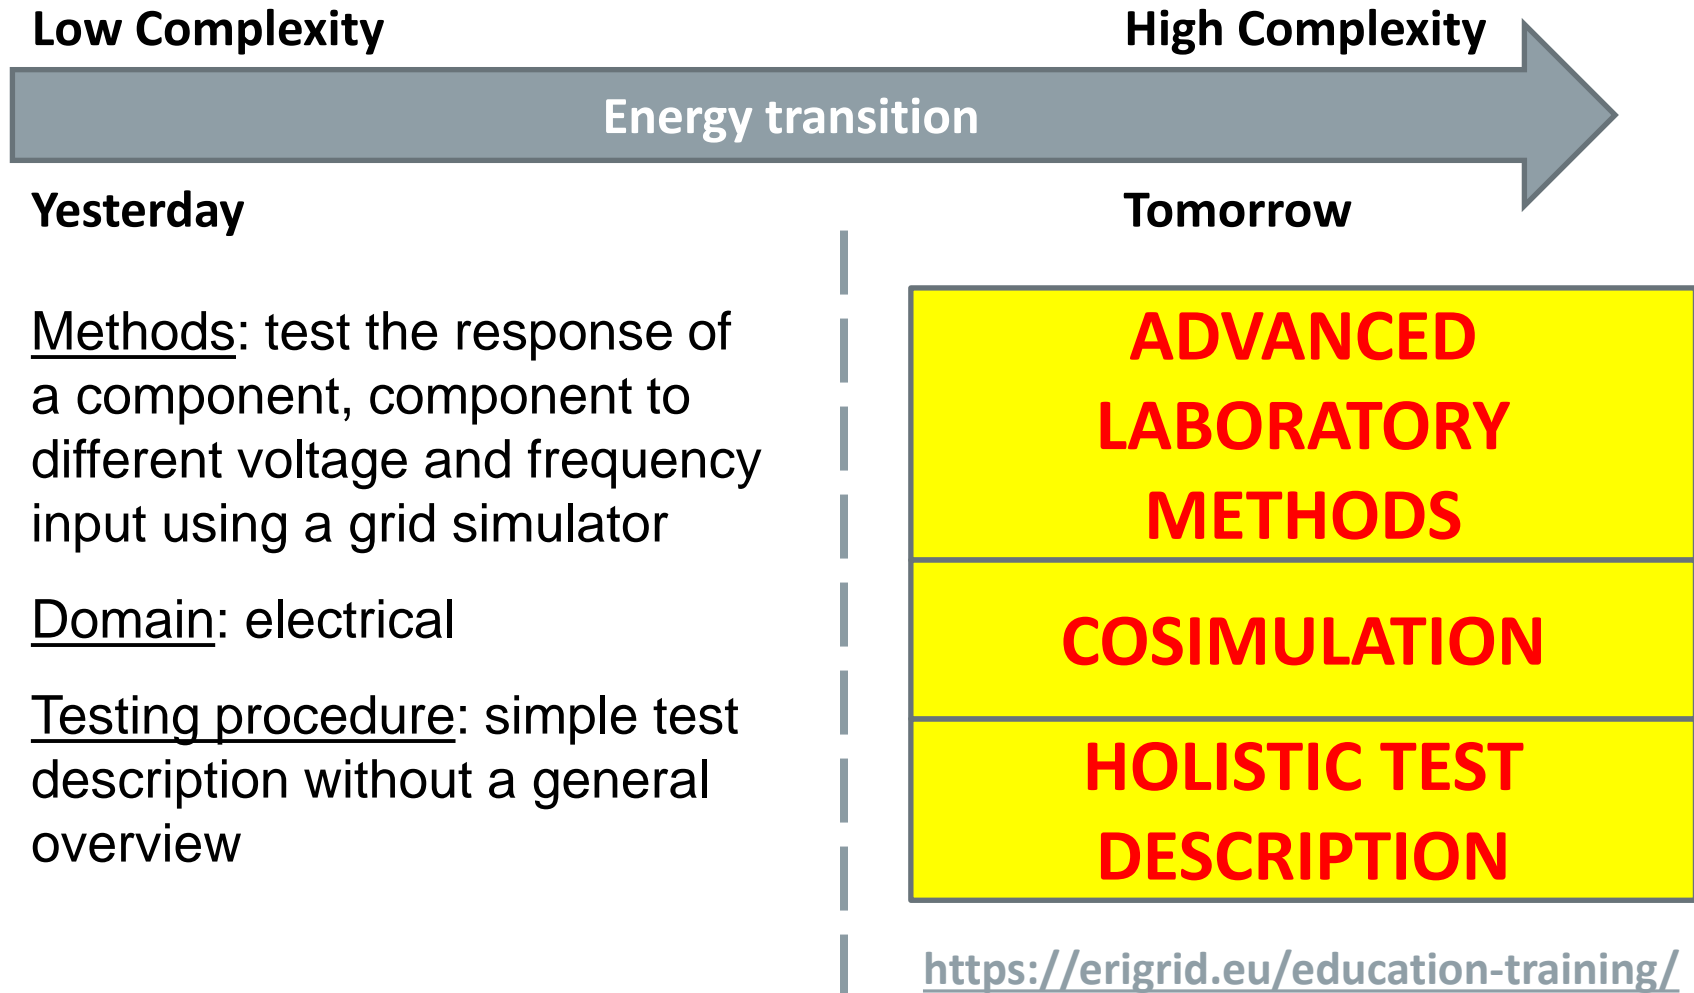 Low Complexity
High Complexity
Energy transition
Yesterday
Tomorrow
Methods: test the response of
a component, component to
different voltage and frequency
input using a grid simulator
Domain: electrical
Testing procedure: simple test
description without a general
overview
ADVANCED
LABORATORY
METHODS
COSIMULATION
HOLISTIC TEST
DESCRIPTION
https://erigrid.eu/education-training/